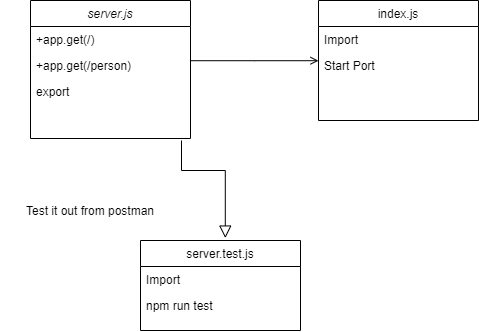 server.js
+app.get(/)
+app.get(/person)
export
index.js
Import
Start Port
Test it out from postman
server.test.js
Import
npm run test